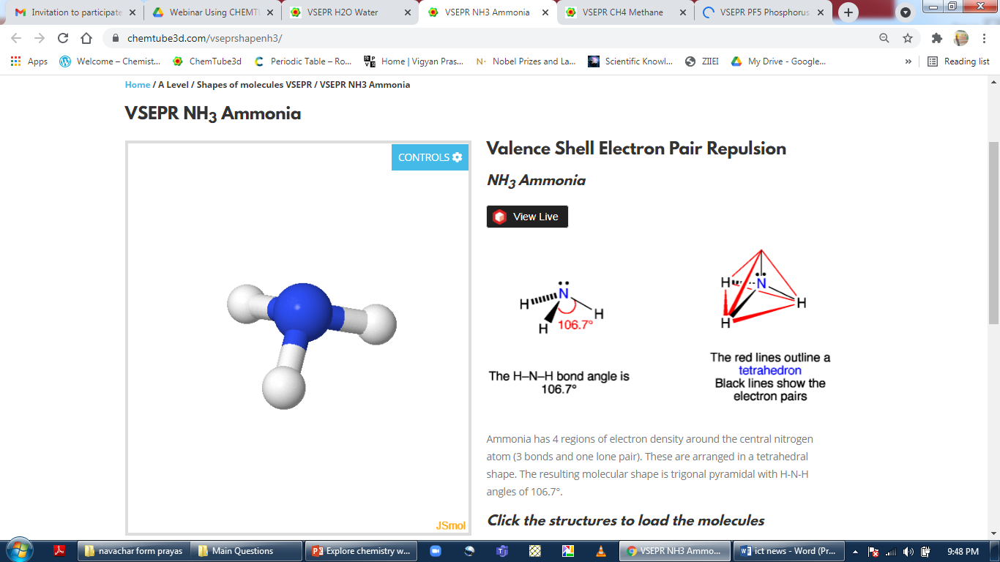 Invitation to participate
Webinar Using CHEMTU
VSEPR H2O Water
VSEPR NH3 Ammonia
VSEPR CH4 Methane
VSEPR PF5 Phosphorus
chemtube3d.com/vseprshapenh3/
Apps
Welcome – Chemist...
ChemTube3d
Periodic Table – Ro...
Home | Vigyan Pras...
Nobel Prizes and La...
Scientific Knowl...
ZIIEI
My Drive - Google...
»
Reading list
Home / A Level / Shapes of molecules VSEPR / VSEPR NH3 Ammonia
VSEPR NH3 Ammonia
CONTROLS
JSmol
Valence Shell Electron Pair Repulsion
NH3 Ammonia
View Live
N
H
H
H
106.7°
The H–N–H bond angle is
106.7°
H
N
H
H
The red lines outline a
tetrahedron
Black lines show the
electron pairs
Ammonia has 4 regions of electron density around the central nitrogen
atom (3 bonds and one lone pair). These are arranged in a tetrahedral
shape. The resulting molecular shape is trigonal pyramidal with H-N-H
angles of 106.7°.
Click the structures to load the molecules
navachar form prayas
Main Questions
Explore chemistry w...
VSEPR NH3 Ammo...
ict news - Word (Pr...
9:48 PM